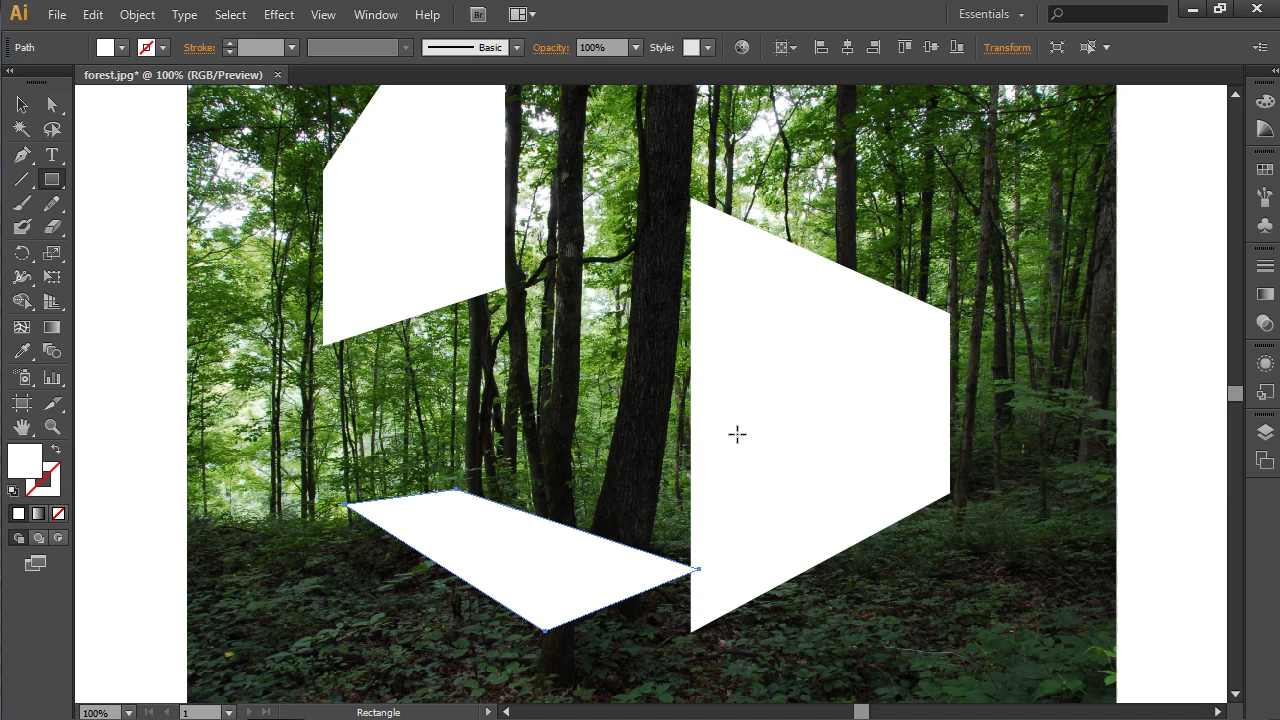 Ai File Edit Object Type Select Effect View Window Help Br Essentials
Path Stroke: Basic Opacity: 100% Style: Transform
forest.jpg* @ 100% (RGB/Preview) ×
T
100% 1 Rectangle